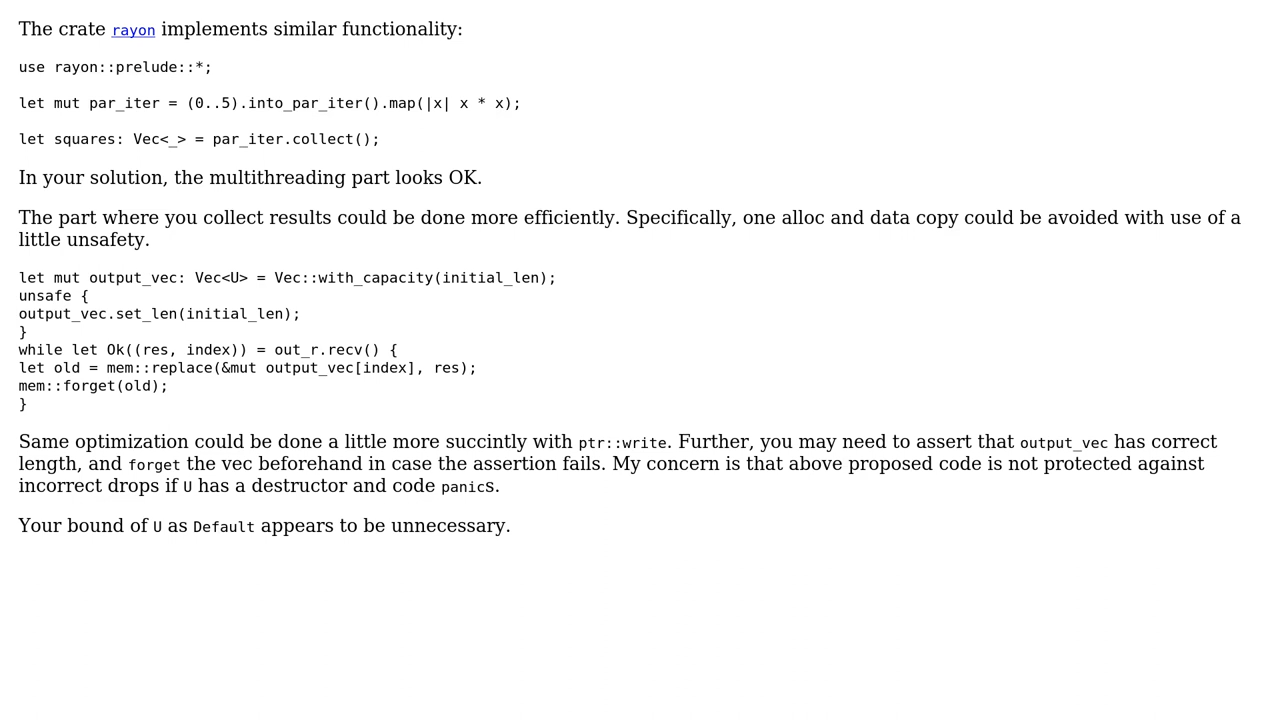 The crate rayon implements similar functionality:
use rayon::prelude::*;
let mut par_iter = (0..5).into_par_iter().map(|x| x * x);
let squares: Vec<_> = par_iter.collect();
In your solution, the multithreading part looks OK.
The part where you collect results could be done more efficiently. Specifically, one alloc and data copy could be avoided with use of a
little unsafety.
let mut output_vec: Vec<U> = Vec::with_capacity(initial_len);
unsafe {
output_vec.set_len(initial_len);
}
while let Ok((res, index)) = out_r.recv() {
let old = mem::replace(&mut output_vec[index], res);
mem::forget(old);
}
Same optimization could be done a little more succintly with ptr::write. Further, you may need to assert that output_vec has correct
length, and forget the vec beforehand in case the assertion fails. My concern is that above proposed code is not protected against
incorrect drops if U has a destructor and code panics.
Your bound of U as Default appears to be unnecessary.